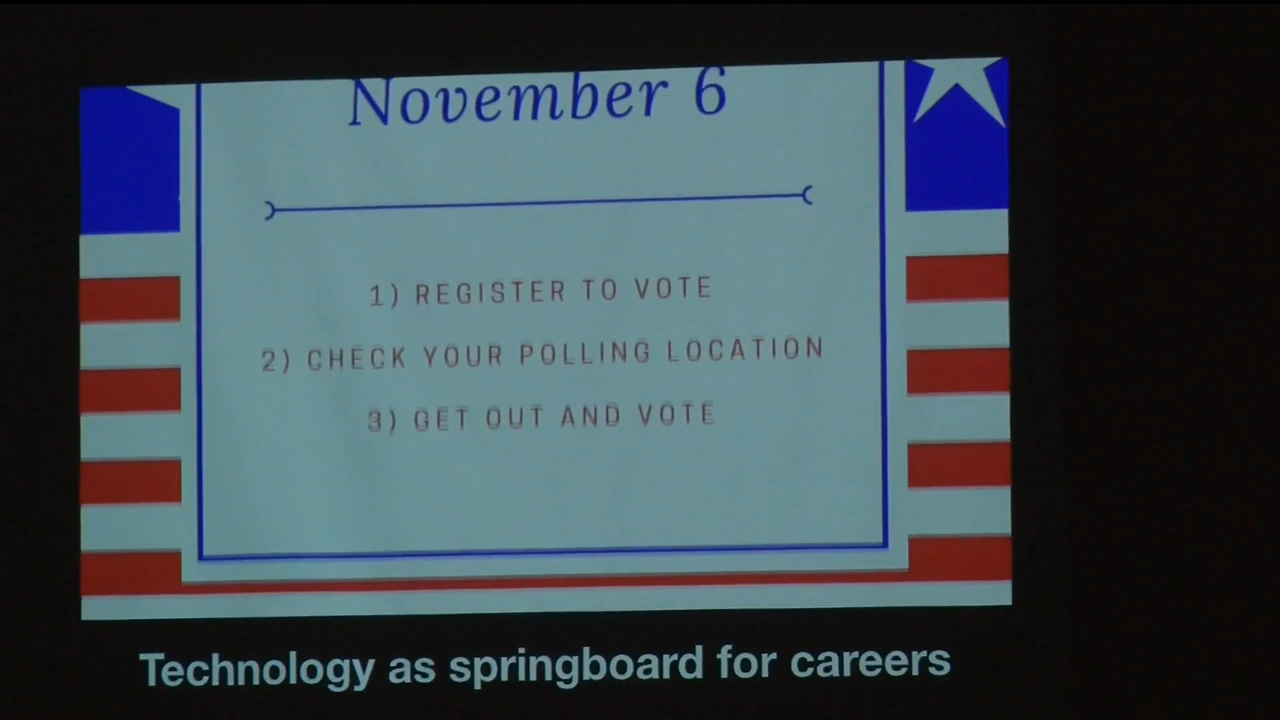 November 6
1) REGISTER TO VOTE
2) CHECK YOUR POLLING LOCATION
3) GET OUT AND VOTE
Technology as springboard for careers